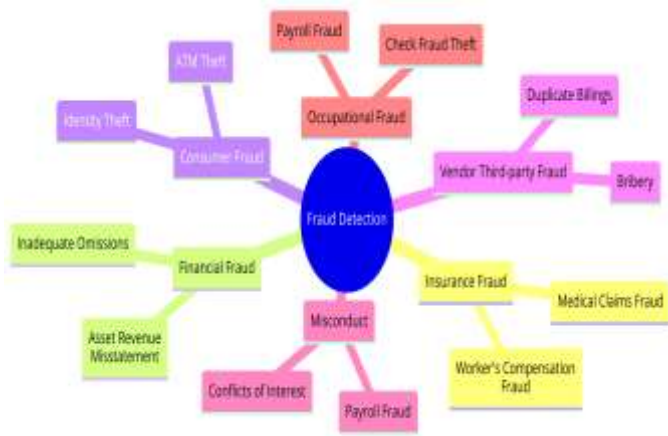 Payroll Fraud
Check Fraud Theft
ATM Theft
Duplicate Billings
Identity Theft
Occupational Fraud
Consumer Fraud
Vendor Third-party Fraud
Bribery
Fraud Detection
Inadequate Omissions
Financial Fraud
Insurance Fraud
Medical Claims Fraud
Misconduct
Asset Revenue
Misstatement
Worker's Compensation
Fraud
Conflicts of Interest
Payroll Fraud